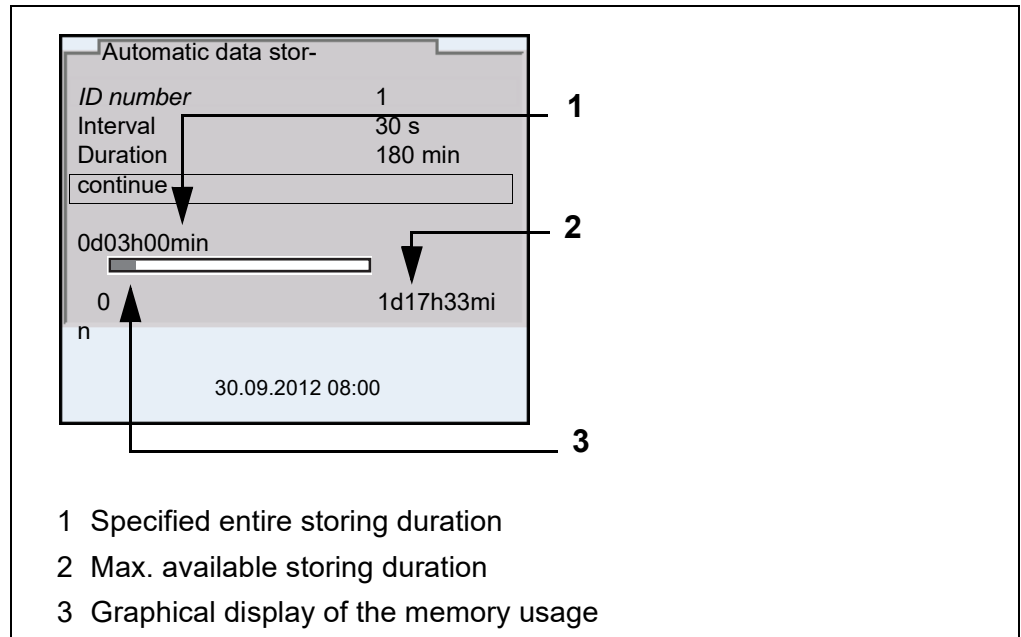 Automatic data stor-
ID number 1
Interval 30 s
Duration 180 min
continue
0d03h00min
0 1d17h33mi
n
30.09.2012 08:00
1
2
3
1 Specified entire storing duration
2 Max. available storing duration
3 Graphical display of the memory usage